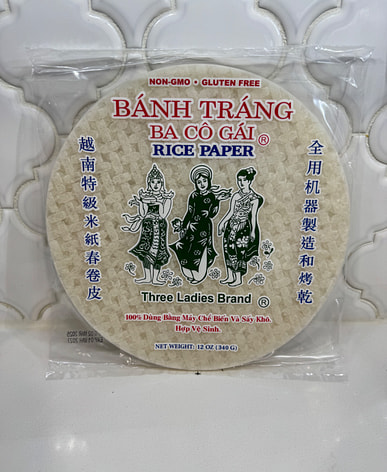 NON-GMO • GLUTEN FREE
BÁNH TRÁNG
BA CÔ GÁI ®
RICE PAPER
越南特級米紙春卷皮
全用机器製造和烤乾
Three Ladies Brand ®
100% Dùng Bằng Máy Chế Biến Và Sấy Khô.
Hợp Vệ Sinh.
NET WEIGHT: 12 OZ (340 G)